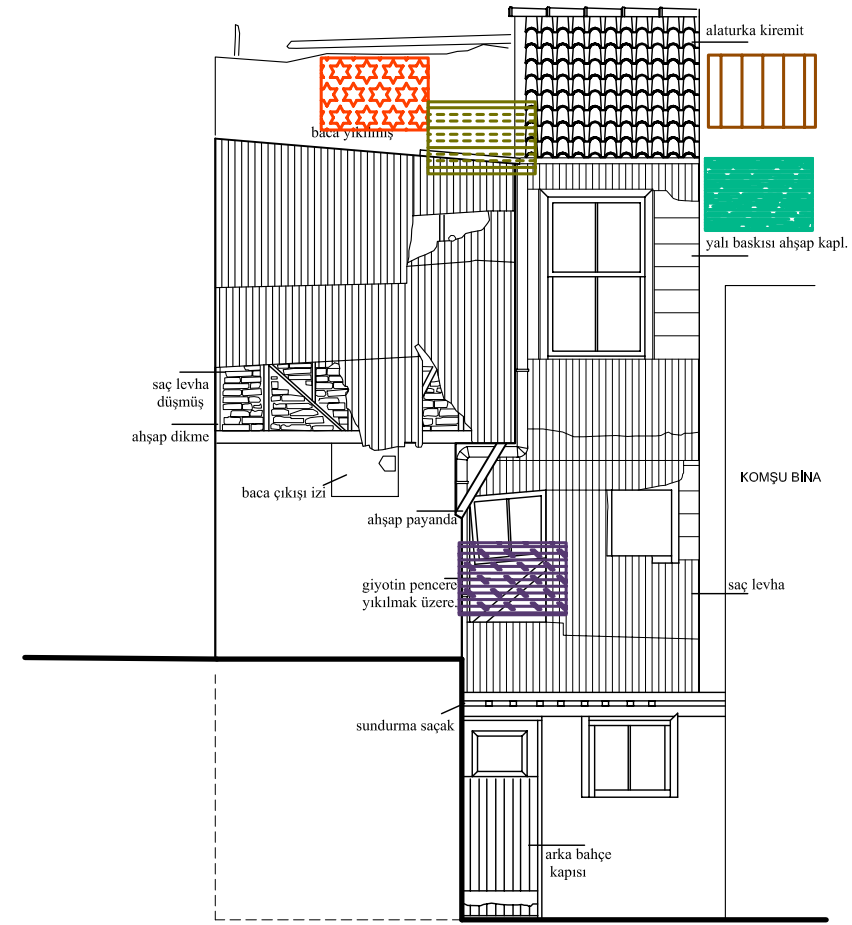 alaturka kiremit
baca yıkılmış
yalı baskısı ahşap kapl.
saç levha
düşmüş
ahşap dikme
KOMŞU BİNA
baca çıkışı izi
ahşap payanda
giyotin pencere
yıkılmak üzere.
saç levha
sundurma saçak
arka bahçe
kapısı